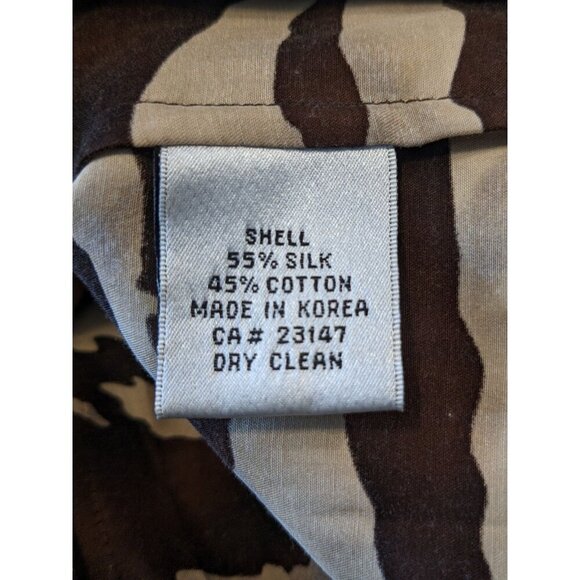 SHELL
55% SILK
45% COTTON
MADE IN KOREA
CA# 23147
DRY CLEAN